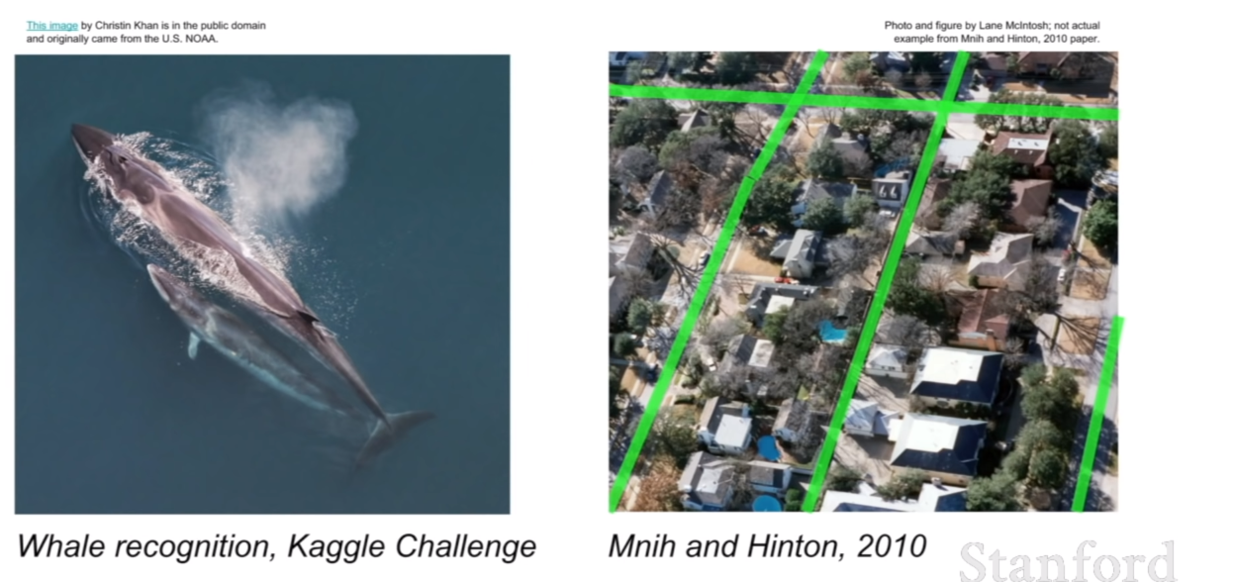 This image by Christin Khan is in the public domain
and originally came from the U.S. NOAA.
Photo and figure by Lane McIntosh; not actual
example from Mnih and Hinton, 2010 paper.
Whale recognition, Kaggle Challenge
Mnih and Hinton, 2010
Stanford